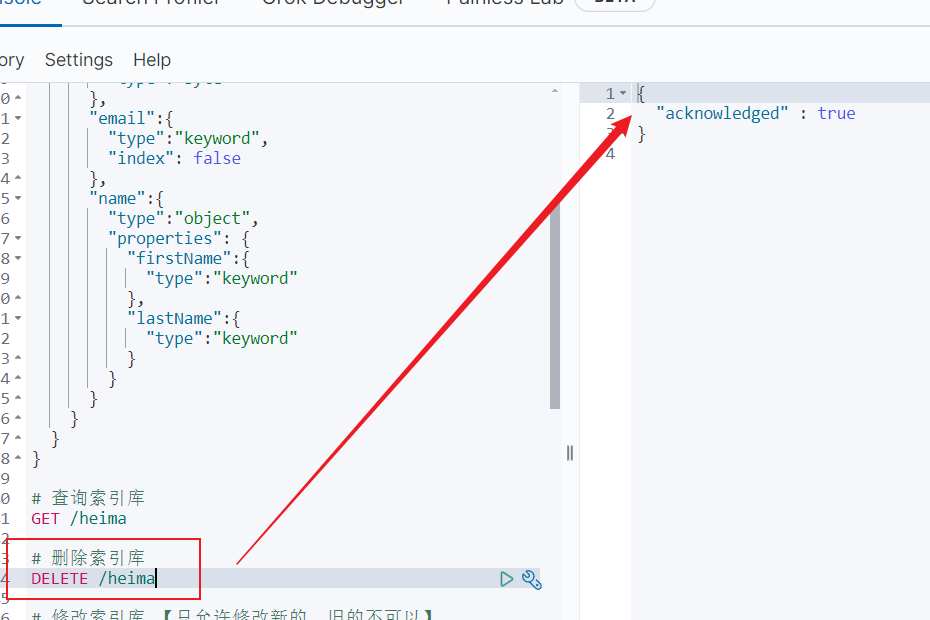 Search Profiler Grok Debugger Painless Lab BETA
ory Settings Help
0 },
1 "email":{
2 "type":"keyword",
3 "index": false
4 },
5 "name":{
6 "type":"object",
7 "properties": {
8 "firstName":{
9 "type":"keyword"
0 },
1 "lastName":{
2 "type":"keyword"
3 }
4 }
5 }
6 }
7 }
8 }
9
0 # 查询索引库
1 GET /heima
2
3 # 删除索引库
4 DELETE /heima
5
6 # 修改索引库 【只允许修改新的，旧的不可以】
1 {
2 "acknowledged" : true
3 }
4